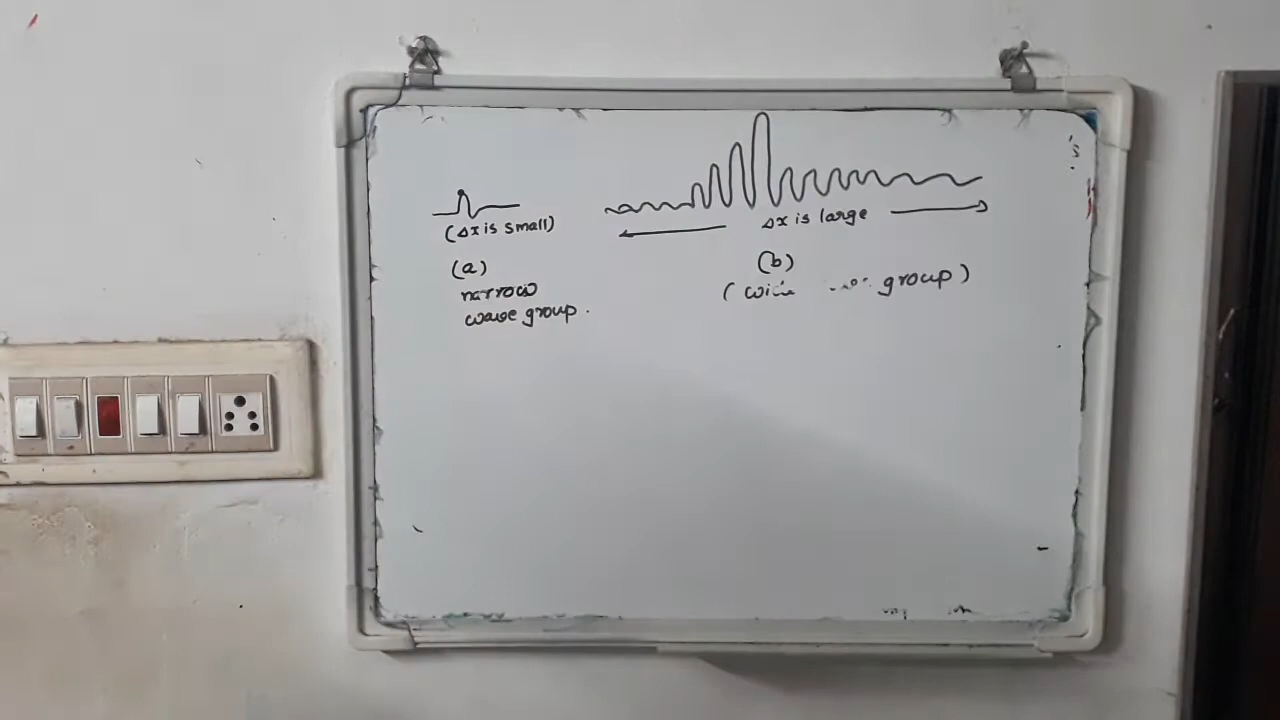 (Δx is small)
Δx is large
(a)
(b)
narrow
wave group.
( group)
's.